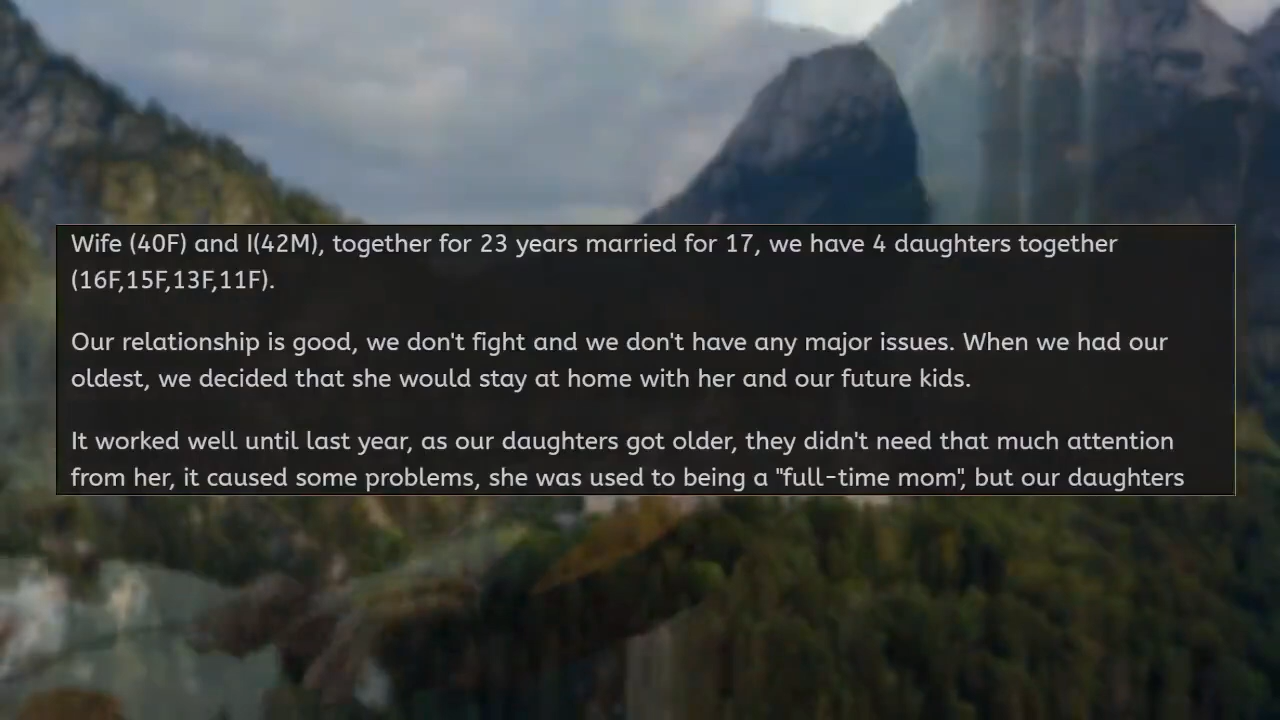 Wife (40F) and I(42M), together for 23 years married for 17, we have 4 daughters together
(16F,15F,13F,11F).
Our relationship is good, we don't fight and we don't have any major issues. When we had our
oldest, we decided that she would stay at home with her and our future kids.
It worked well until last year, as our daughters got older, they didn't need that much attention
from her, it caused some problems, she was used to being a "full-time mom", but our daughters